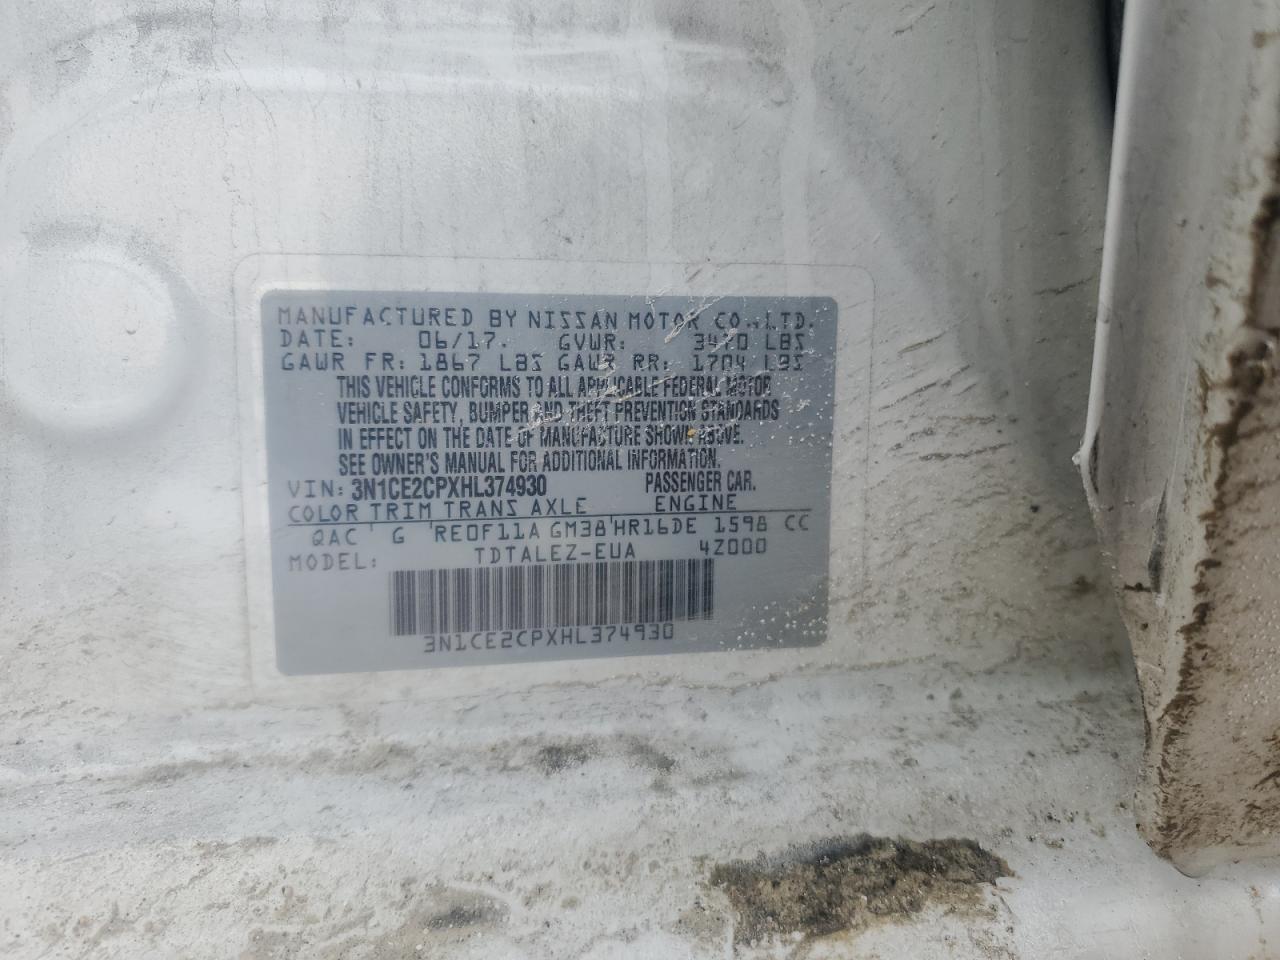 MANUFACTURED BY NISSAN MOTOR CO., LTD.
DATE: 06/17. GVWR: 3470 LBS
GAWR FR: 1867 LBS GAWR RR: 1704 LBS
THIS VEHICLE CONFORMS TO ALL APPLICABLE FEDERAL MOTOR
VEHICLE SAFETY, BUMPER AND THEFT PREVENTION STANDARDS
IN EFFECT ON THE DATE OF MANUFACTURE SHOWN ABOVE.
SEE OWNER'S MANUAL FOR ADDITIONAL INFORMATION.
VIN: 3N1CE2CPXHL374930 PASSENGER CAR.
COLOR TRIM TRANS AXLE ENGINE
QAC ' G 'RE0F11A GM38'HR16DE 1598 CC
MODEL: TDTALEZ-EUA 4Z000
3N1CE2CPXHL374930